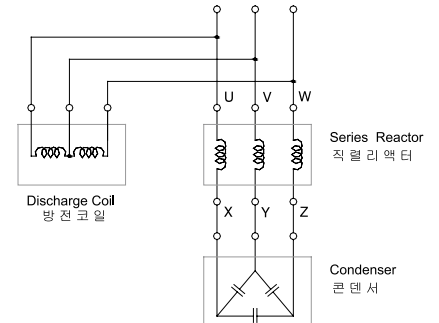 U V W
Series Reactor
직렬리액터
Discharge Coil
방전코일
X Y Z
Condenser
콘덴서